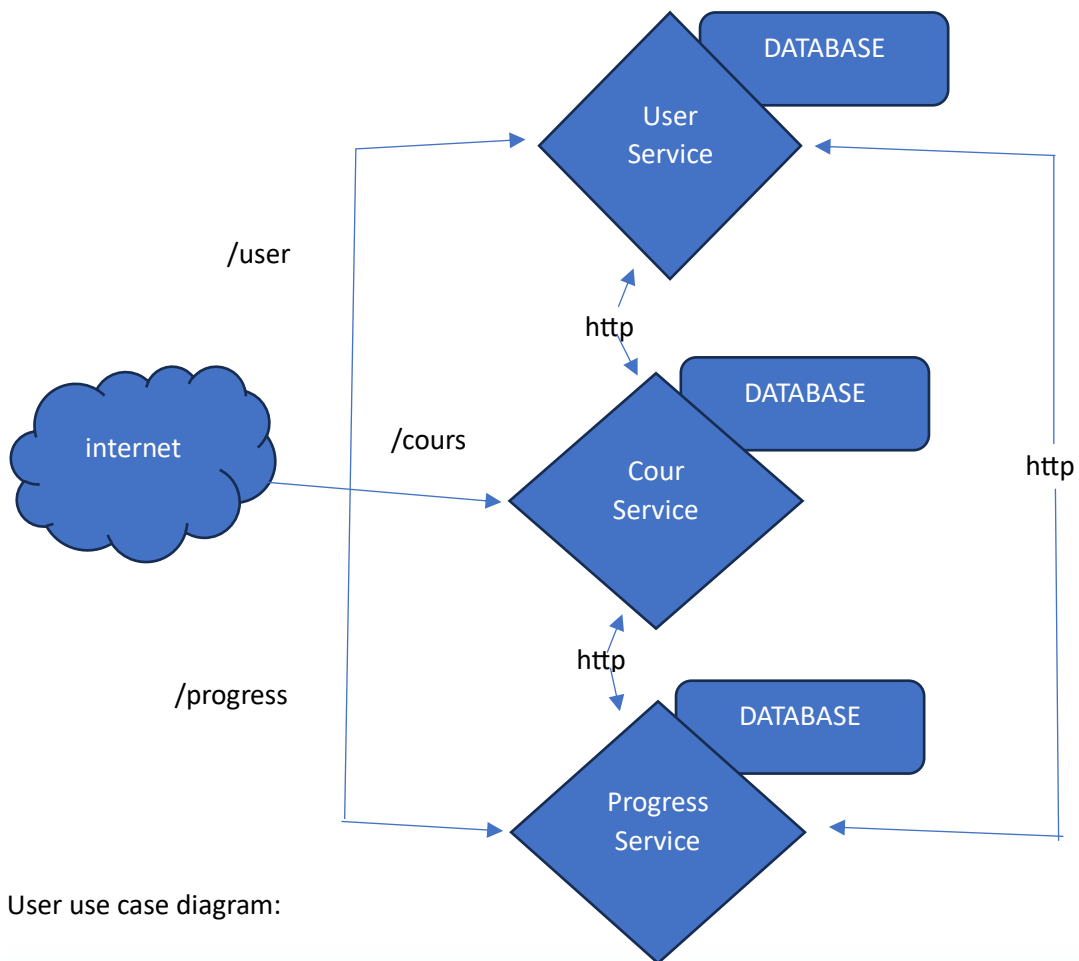 DATABASE
User
Service
/user
http
DATABASE
internet
/cours
Cour
Service
http
http
/progress
DATABASE
Progress
Service
User use case diagram: